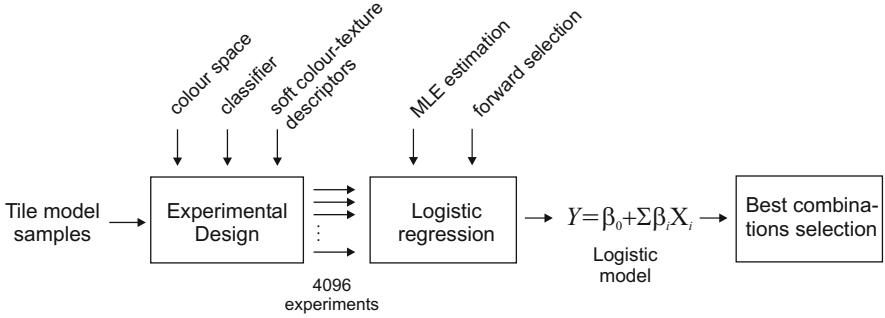 colour space
classifier
soft colour-texture
descriptors
MLE estimation
forward selection
Tile model
samples
Experimental
Design
4096
experiments
Logistic
regression
Y=β₀+ΣβᵢXᵢ
Logistic
model
Best combina-
tions selection